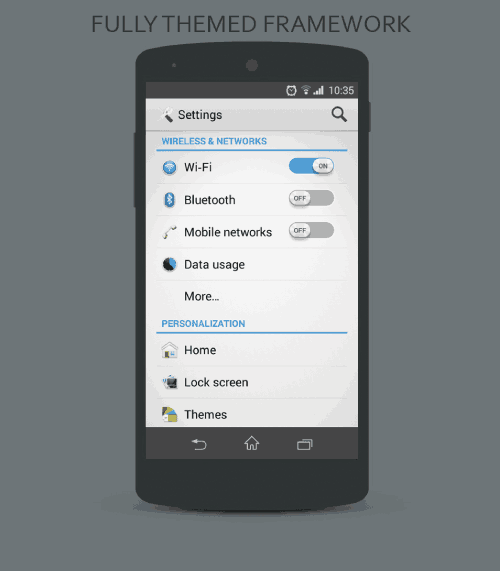 FULLY THEMED FRAMEWORK
10:35
Settings
WIRELESS & NETWORKS
Wi-Fi ON
Bluetooth OFF
Mobile networks OFF
Data usage
More...
PERSONALIZATION
Home
Lock screen
Themes